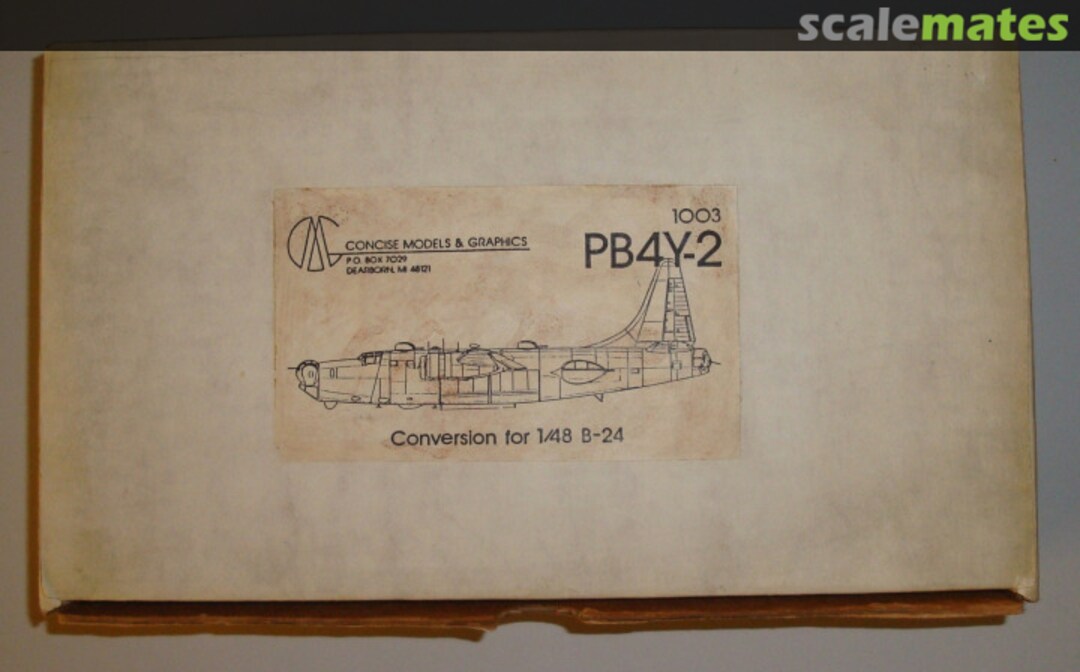 scalemates
1003
PB4Y-2
CONCISE MODELS & GRAPHICS
P.O. BOX 7029
DEARBORN, MI 48121
Conversion for 1/48 B-24